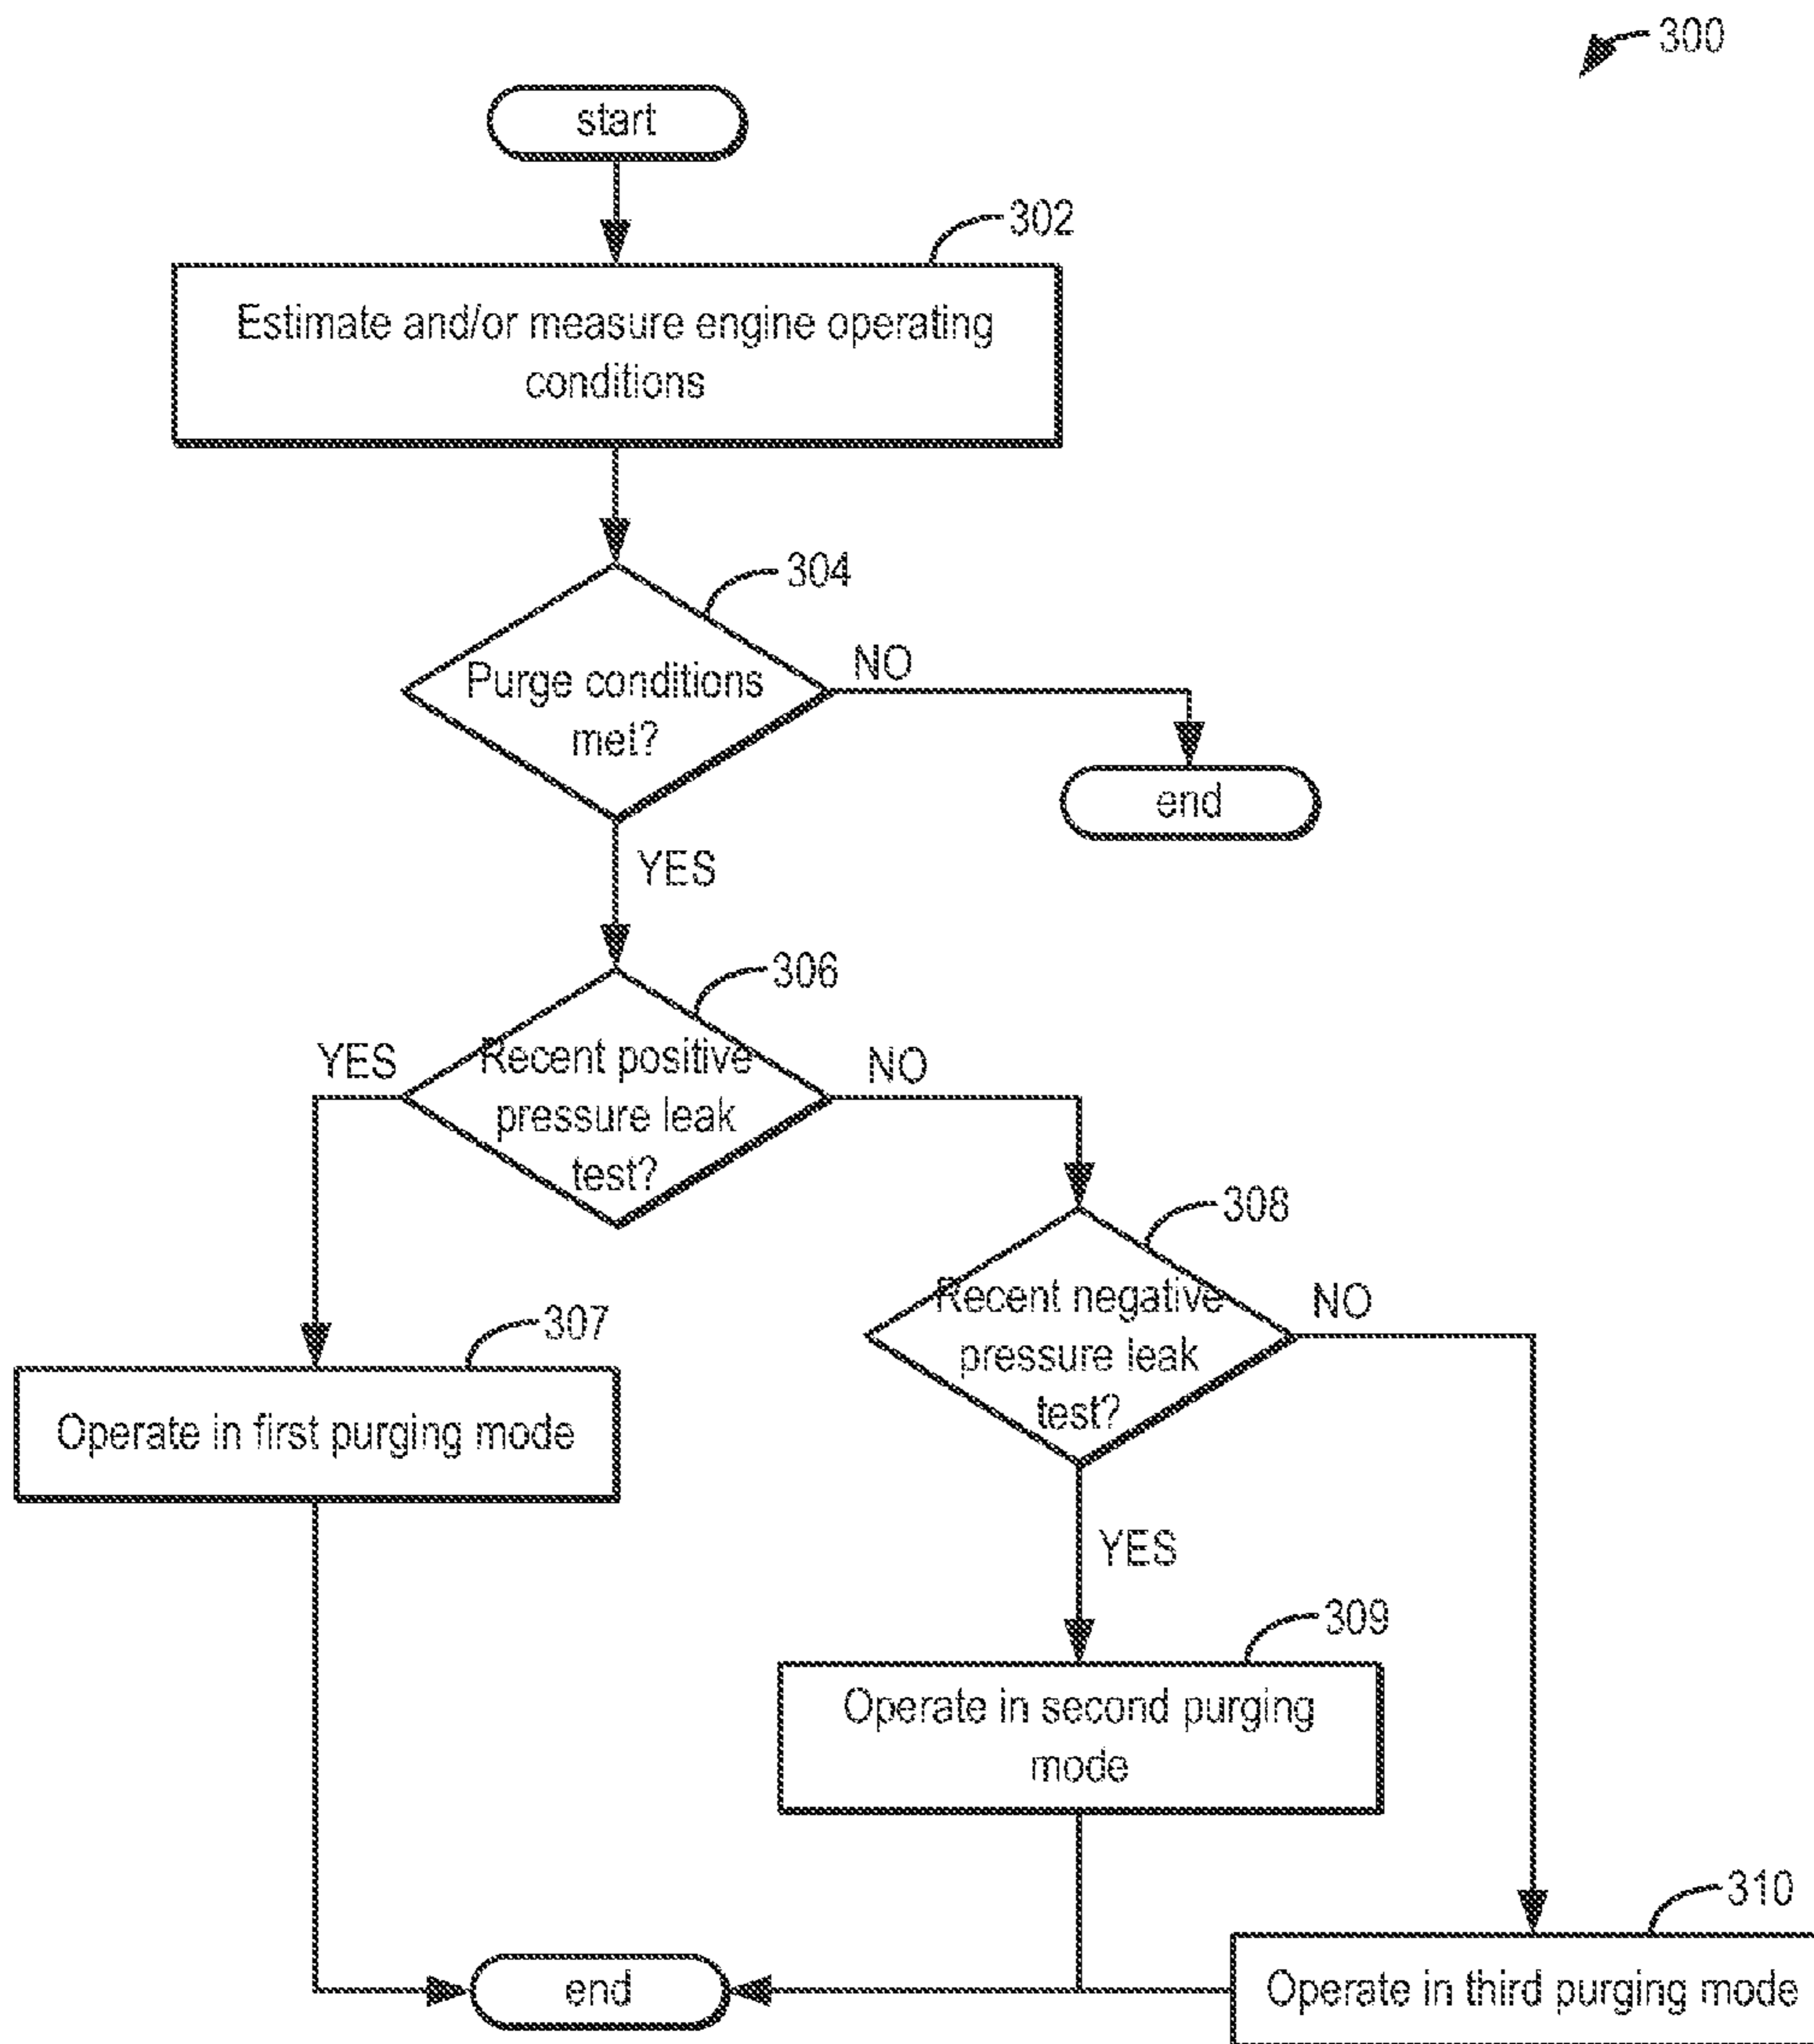 300
start
302
Estimate and/or measure engine operating
conditions
304
Purge conditions
met?
NO
end
YES
306
Recent positive
pressure leak
test?
YES
NO
308
Recent negative
pressure leak
test?
NO
307
Operate in first purging mode
YES
309
Operate in second purging
mode
310
Operate in third purging mode
end